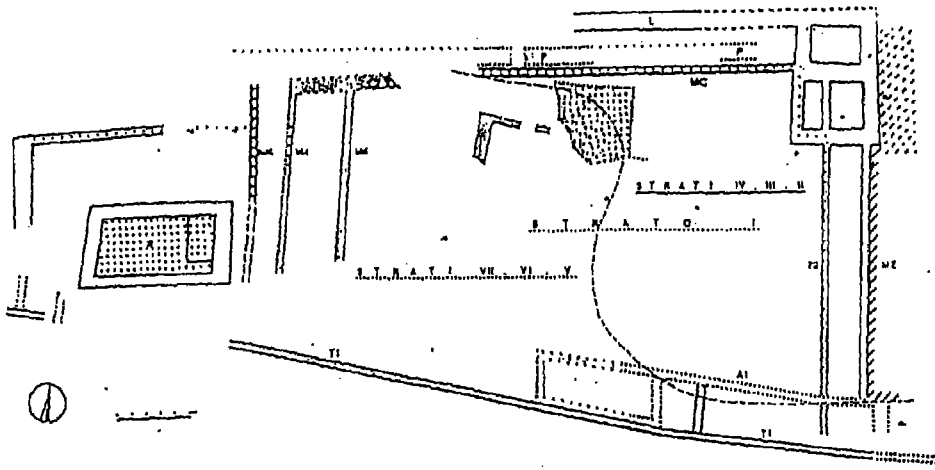 L
P
P
MC
STRATI IV.III.II
STRATO I
STRATI VII.VI.V
T2
ME
T1
A1
T1